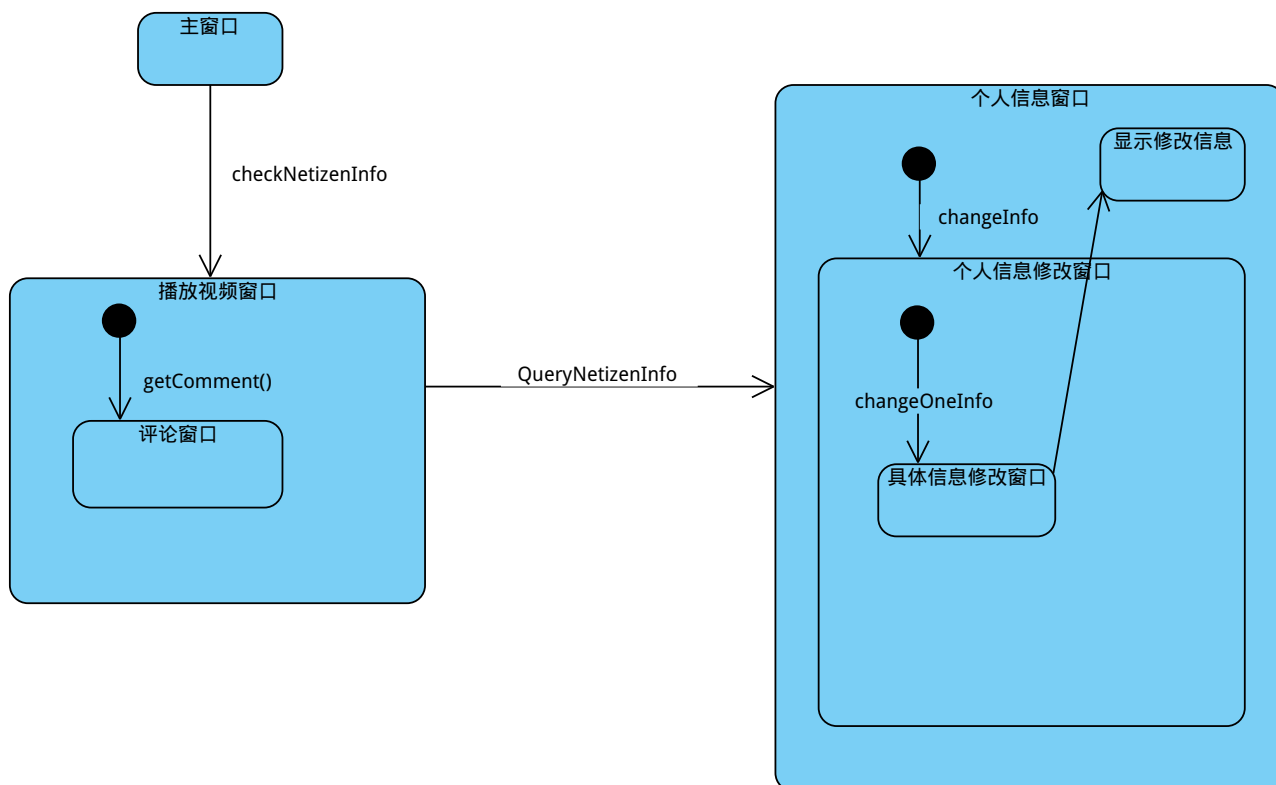 主窗口
checkNetizenInfo
播放视频窗口
getComment()
评论窗口
QueryNetizenInfo
个人信息窗口
显示修改信息
changeInfo
个人信息修改窗口
changeOneInfo
具体信息修改窗口